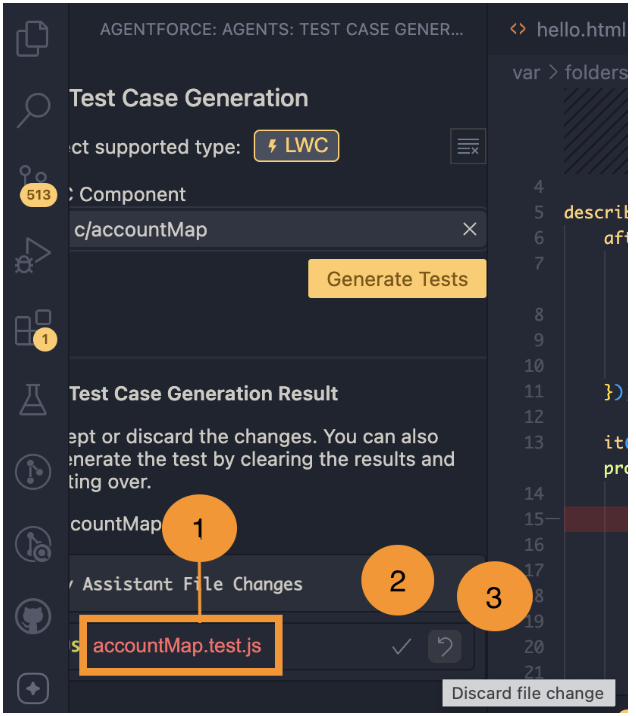 AGENTFORCE: AGENTS: TEST CASE GENER...
hello.html
var > folders
Test Case Generation
ect supported type: LWC
513
C Component
c/accountMap
Generate Tests
1
Test Case Generation Result
ept or discard the changes. You can also
enerate the test by clearing the results and
ting over.
countMap
1
y Assistant File Changes
2
3
accountMap.test.js
Discard file change
4
5 describ
6 aft
7
8
9
10
11 })
12
13 it(
pro
14
15
16
17
18
19
20
21